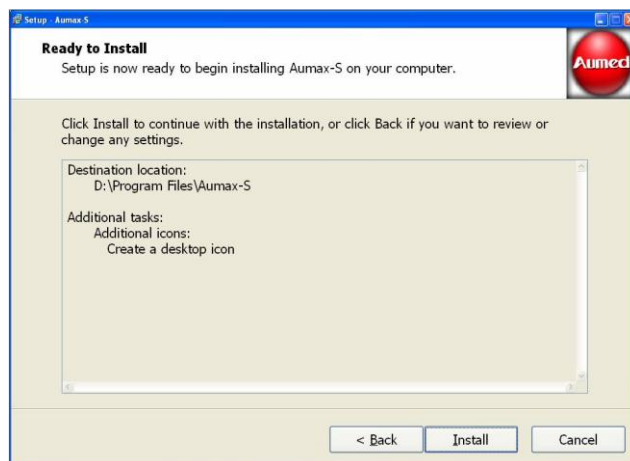 Setup - Aumax-S
Ready to Install
Setup is now ready to begin installing Aumax-S on your computer.
Aumed
Click Install to continue with the installation, or click Back if you want to review or
change any settings.
Destination location:
D:\Program Files\Aumax-S
Additional tasks:
Additional icons:
Create a desktop icon
< Back
Install
Cancel